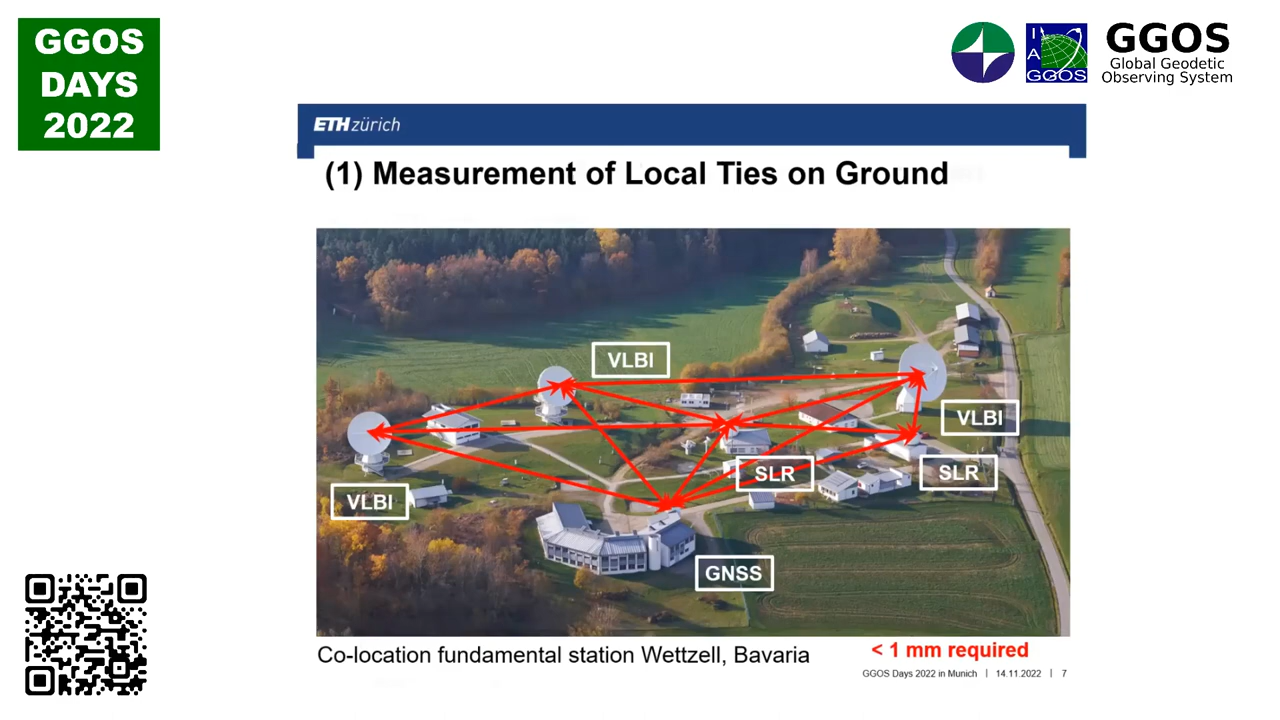 GGOS
DAYS
2022
I
A
GGOS
GGOS
Global Geodetic
Observing System
ETH zürich
(1) Measurement of Local Ties on Ground
VLBI
VLBI
SLR
SLR
VLBI
GNSS
Co-location fundamental station Wettzell, Bavaria
< 1 mm required
GGOS Days 2022 in Munich | 14.11.2022 | 7